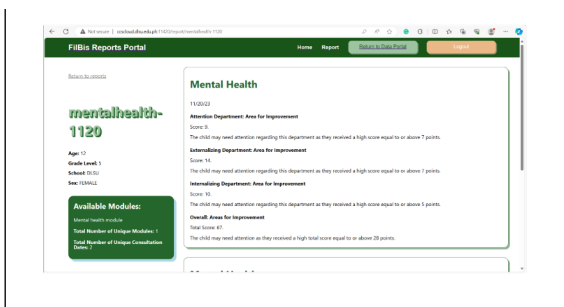 Not secure
mentalhealth-1120
FilBis Reports Portal
Home
Report
Return to Data Portal
Logout
Return to reports
mentalhealth-
1120
Age: 12
Grade Level: 5
School: DLSU
Sex: FEMALE
Available Modules:
Mental health module
Total Number of Unique Modules: 1
Total Number of Unique Consultation
Dates: 2
Mental Health
11/20/23
Attention Department: Area for Improvement
Score: 9.
The child may need attention regarding this department as they received a high score equal to or above 7 points.
Externalizing Department: Area for Improvement
Score: 14.
The child may need attention regarding this department as they received a high score equal to or above 7 points.
Internalizing Department: Area for Improvement
Score: 10.
The child may need attention regarding this department as they received a high score equal to or above 5 points.
Overall: Areas for Improvement
Total Score: 67.
The child may need attention as they received a high total score equal to or above 28 points.